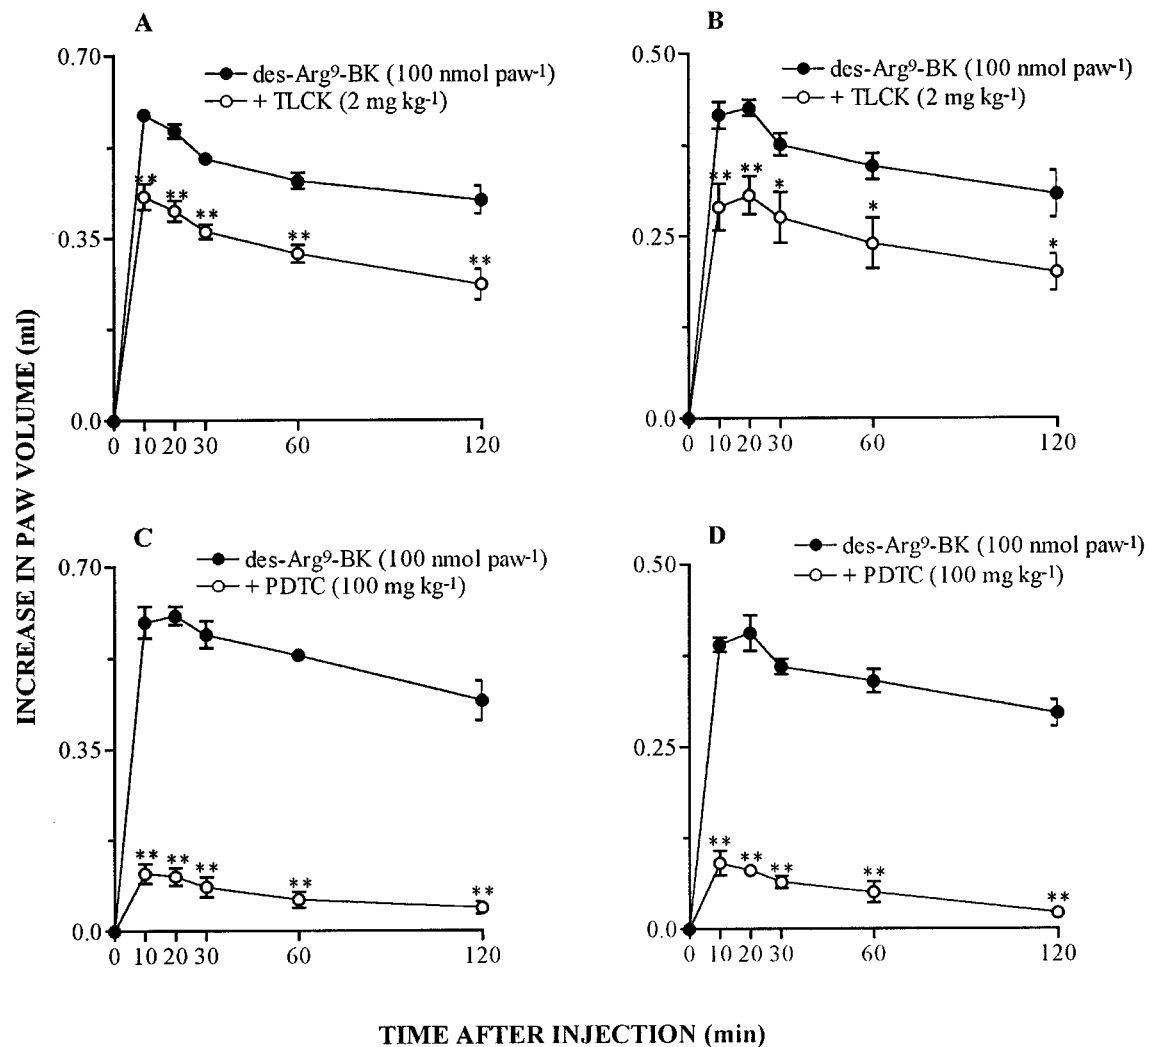 A
des-Arg⁹-BK (100 nmol paw⁻¹)
+ TLCK (2 mg kg⁻¹)
0.70
0.35
0.0
**
**
**
**
**
0 10 20 30 60 120
B
des-Arg⁹-BK (100 nmol paw⁻¹)
+ TLCK (2 mg kg⁻¹)
0.50
0.25
0.0
**
**
*
*
*
0 10 20 30 60 120
INCREASE IN PAW VOLUME (ml)
C
des-Arg⁹-BK (100 nmol paw⁻¹)
+ PDTC (100 mg kg⁻¹)
0.70
0.35
0.0
**
**
**
**
**
0 10 20 30 60 120
D
des-Arg⁹-BK (100 nmol paw⁻¹)
+ PDTC (100 mg kg⁻¹)
0.50
0.25
0.0
**
**
**
**
**
0 10 20 30 60 120
TIME AFTER INJECTION (min)